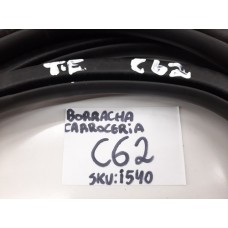 T.E C62
BORRACHA
CARROCERIA
C62
SKU:1540